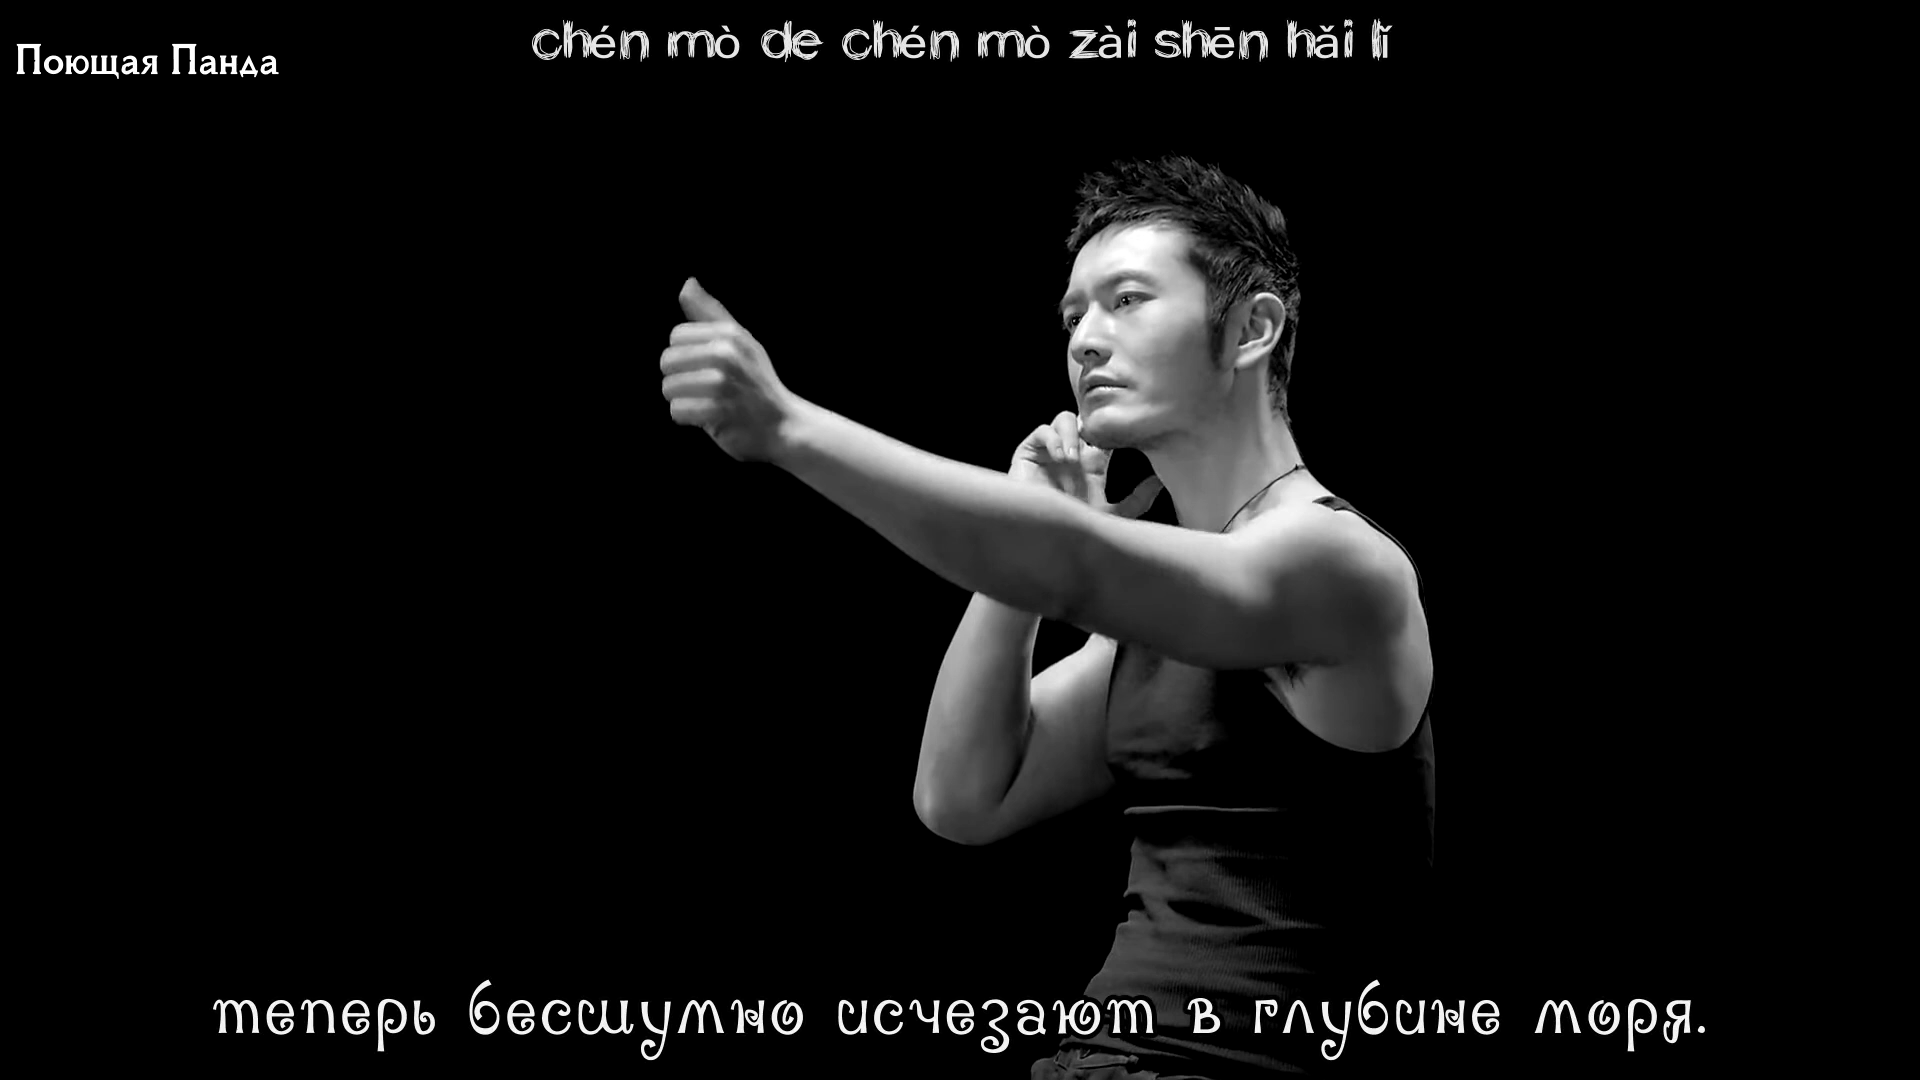 chén mò de chén mò zài shēn hǎi lǐ
Поющая Панда
теперь бесшумно исчезают в глубине моря.